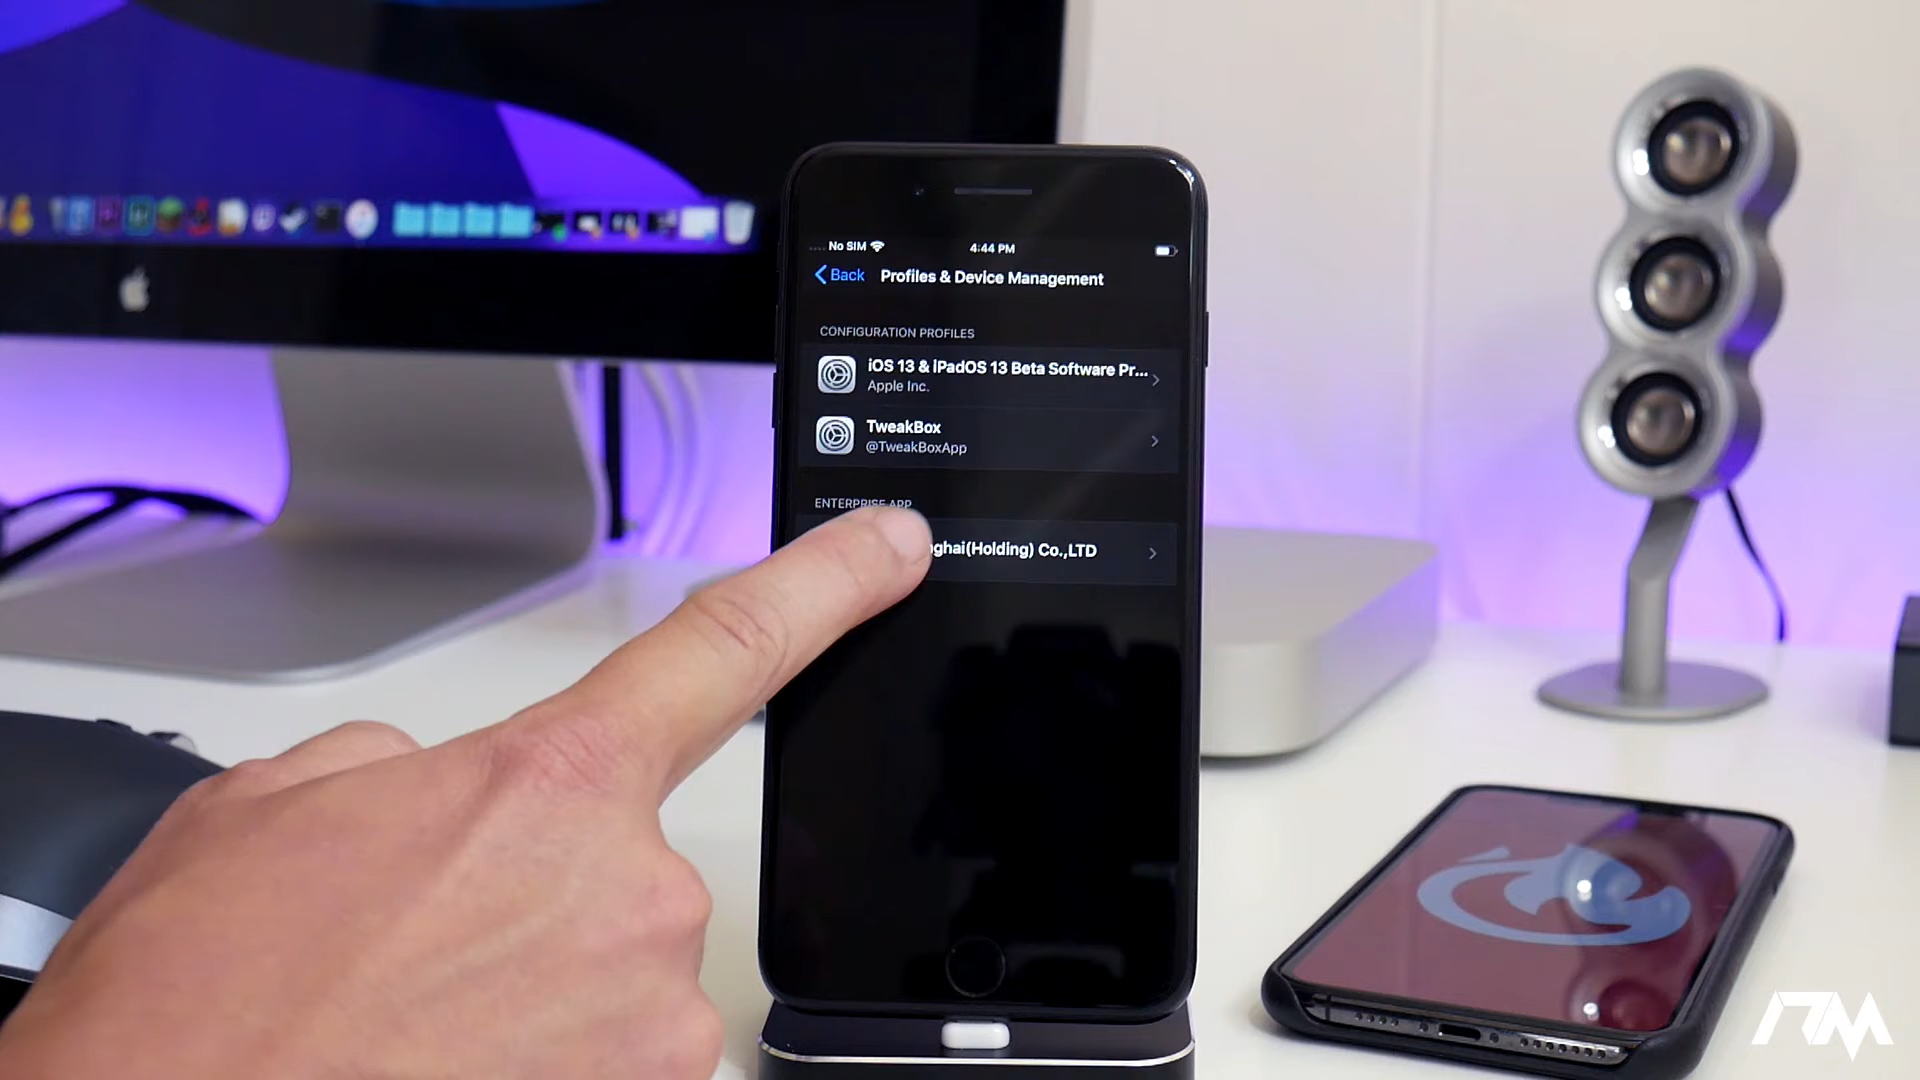 No SIM 4:44 PM
Back Profiles & Device Management
CONFIGURATION PROFILES
iOS 13 & iPadOS 13 Beta Software Pr...
Apple Inc.
TweakBox
@TweakBoxApp
ENTERPRISE APP
nghai(Holding) Co.,LTD